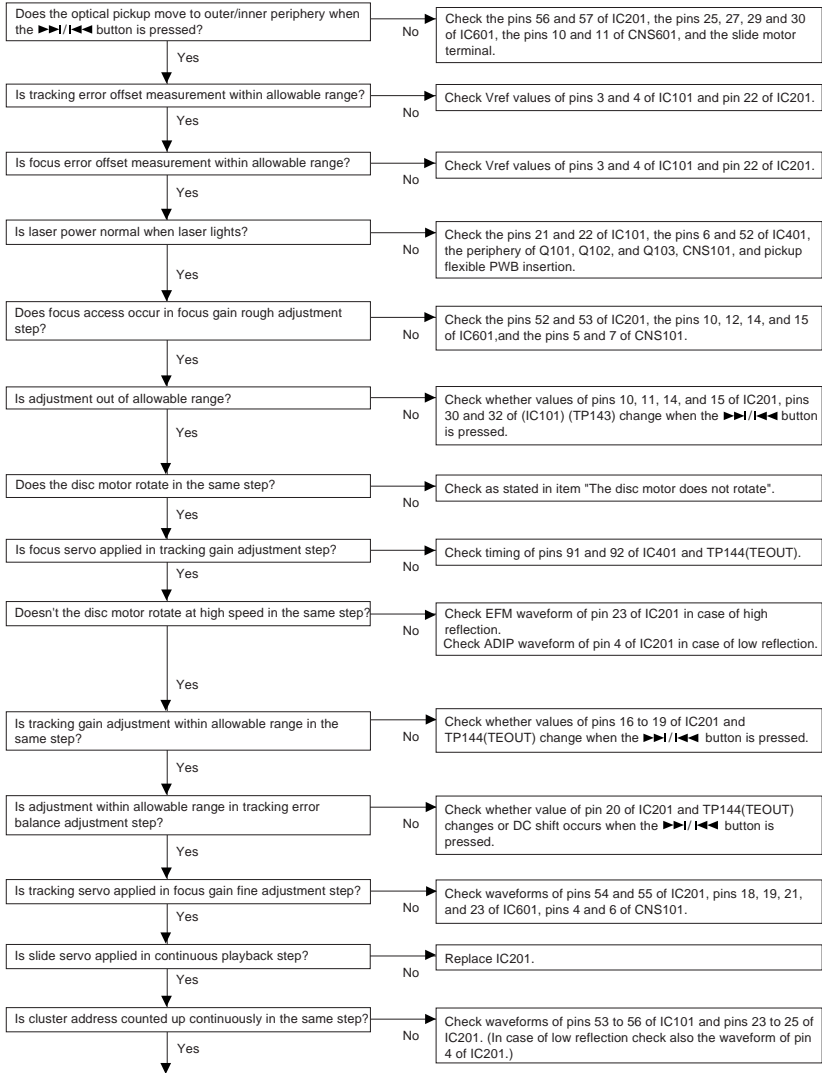 Does the optical pickup move to outer/inner periphery when
the ▶▶I/I◀◀ button is pressed?
No
Check the pins 56 and 57 of IC201, the pins 25, 27, 29 and 30
of IC601, the pins 10 and 11 of CNS601, and the slide motor
terminal.
Yes
Is tracking error offset measurement within allowable range?
No
Check Vref values of pins 3 and 4 of IC101 and pin 22 of IC201.
Yes
Is focus error offset measurement within allowable range?
No
Check Vref values of pins 3 and 4 of IC101 and pin 22 of IC201.
Yes
Is laser power normal when laser lights?
No
Check the pins 21 and 22 of IC101, the pins 6 and 52 of IC401,
the periphery of Q101, Q102, and Q103, CNS101, and pickup
flexible PWB insertion.
Yes
Does focus access occur in focus gain rough adjustment
step?
No
Check the pins 52 and 53 of IC201, the pins 10, 12, 14, and 15
of IC601,and the pins 5 and 7 of CNS101.
Yes
Is adjustment out of allowable range?
No
Check whether values of pins 10, 11, 14, and 15 of IC201, pins
30 and 32 of (IC101) (TP143) change when the ▶▶I/I◀◀ button
is pressed.
Yes
Does the disc motor rotate in the same step?
No
Check as stated in item "The disc motor does not rotate".
Yes
Is focus servo applied in tracking gain adjustment step?
No
Check timing of pins 91 and 92 of IC401 and TP144(TEOUT).
Yes
Doesn't the disc motor rotate at high speed in the same step?
No
Check EFM waveform of pin 23 of IC201 in case of high
reflection.
Check ADIP waveform of pin 4 of IC201 in case of low reflection.
Yes
Is tracking gain adjustment within allowable range in the
same step?
No
Check whether values of pins 16 to 19 of IC201 and
TP144(TEOUT) change when the ▶▶I/I◀◀ button is pressed.
Yes
Is adjustment within allowable range in tracking error
balance adjustment step?
No
Check whether value of pin 20 of IC201 and TP144(TEOUT)
changes or DC shift occurs when the ▶▶I/I◀◀ button is
pressed.
Yes
Is tracking servo applied in focus gain fine adjustment step?
No
Check waveforms of pins 54 and 55 of IC201, pins 18, 19, 21,
and 23 of IC601, pins 4 and 6 of CNS101.
Yes
Is slide servo applied in continuous playback step?
No
Replace IC201.
Yes
Is cluster address counted up continuously in the same step?
No
Check waveforms of pins 53 to 56 of IC101 and pins 23 to 25 of
IC201. (In case of low reflection check also the waveform of pin
4 of IC201.)
Yes